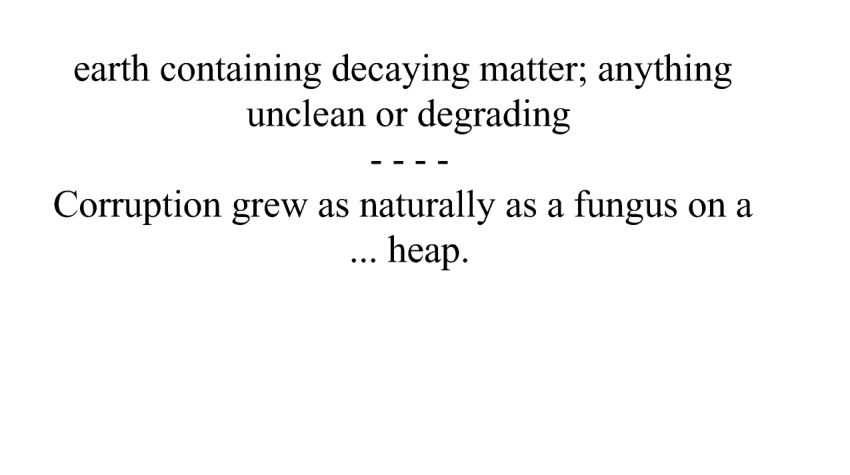 earth containing decaying matter; anything
unclean or degrading
- - - -
Corruption grew as naturally as a fungus on a
... heap.